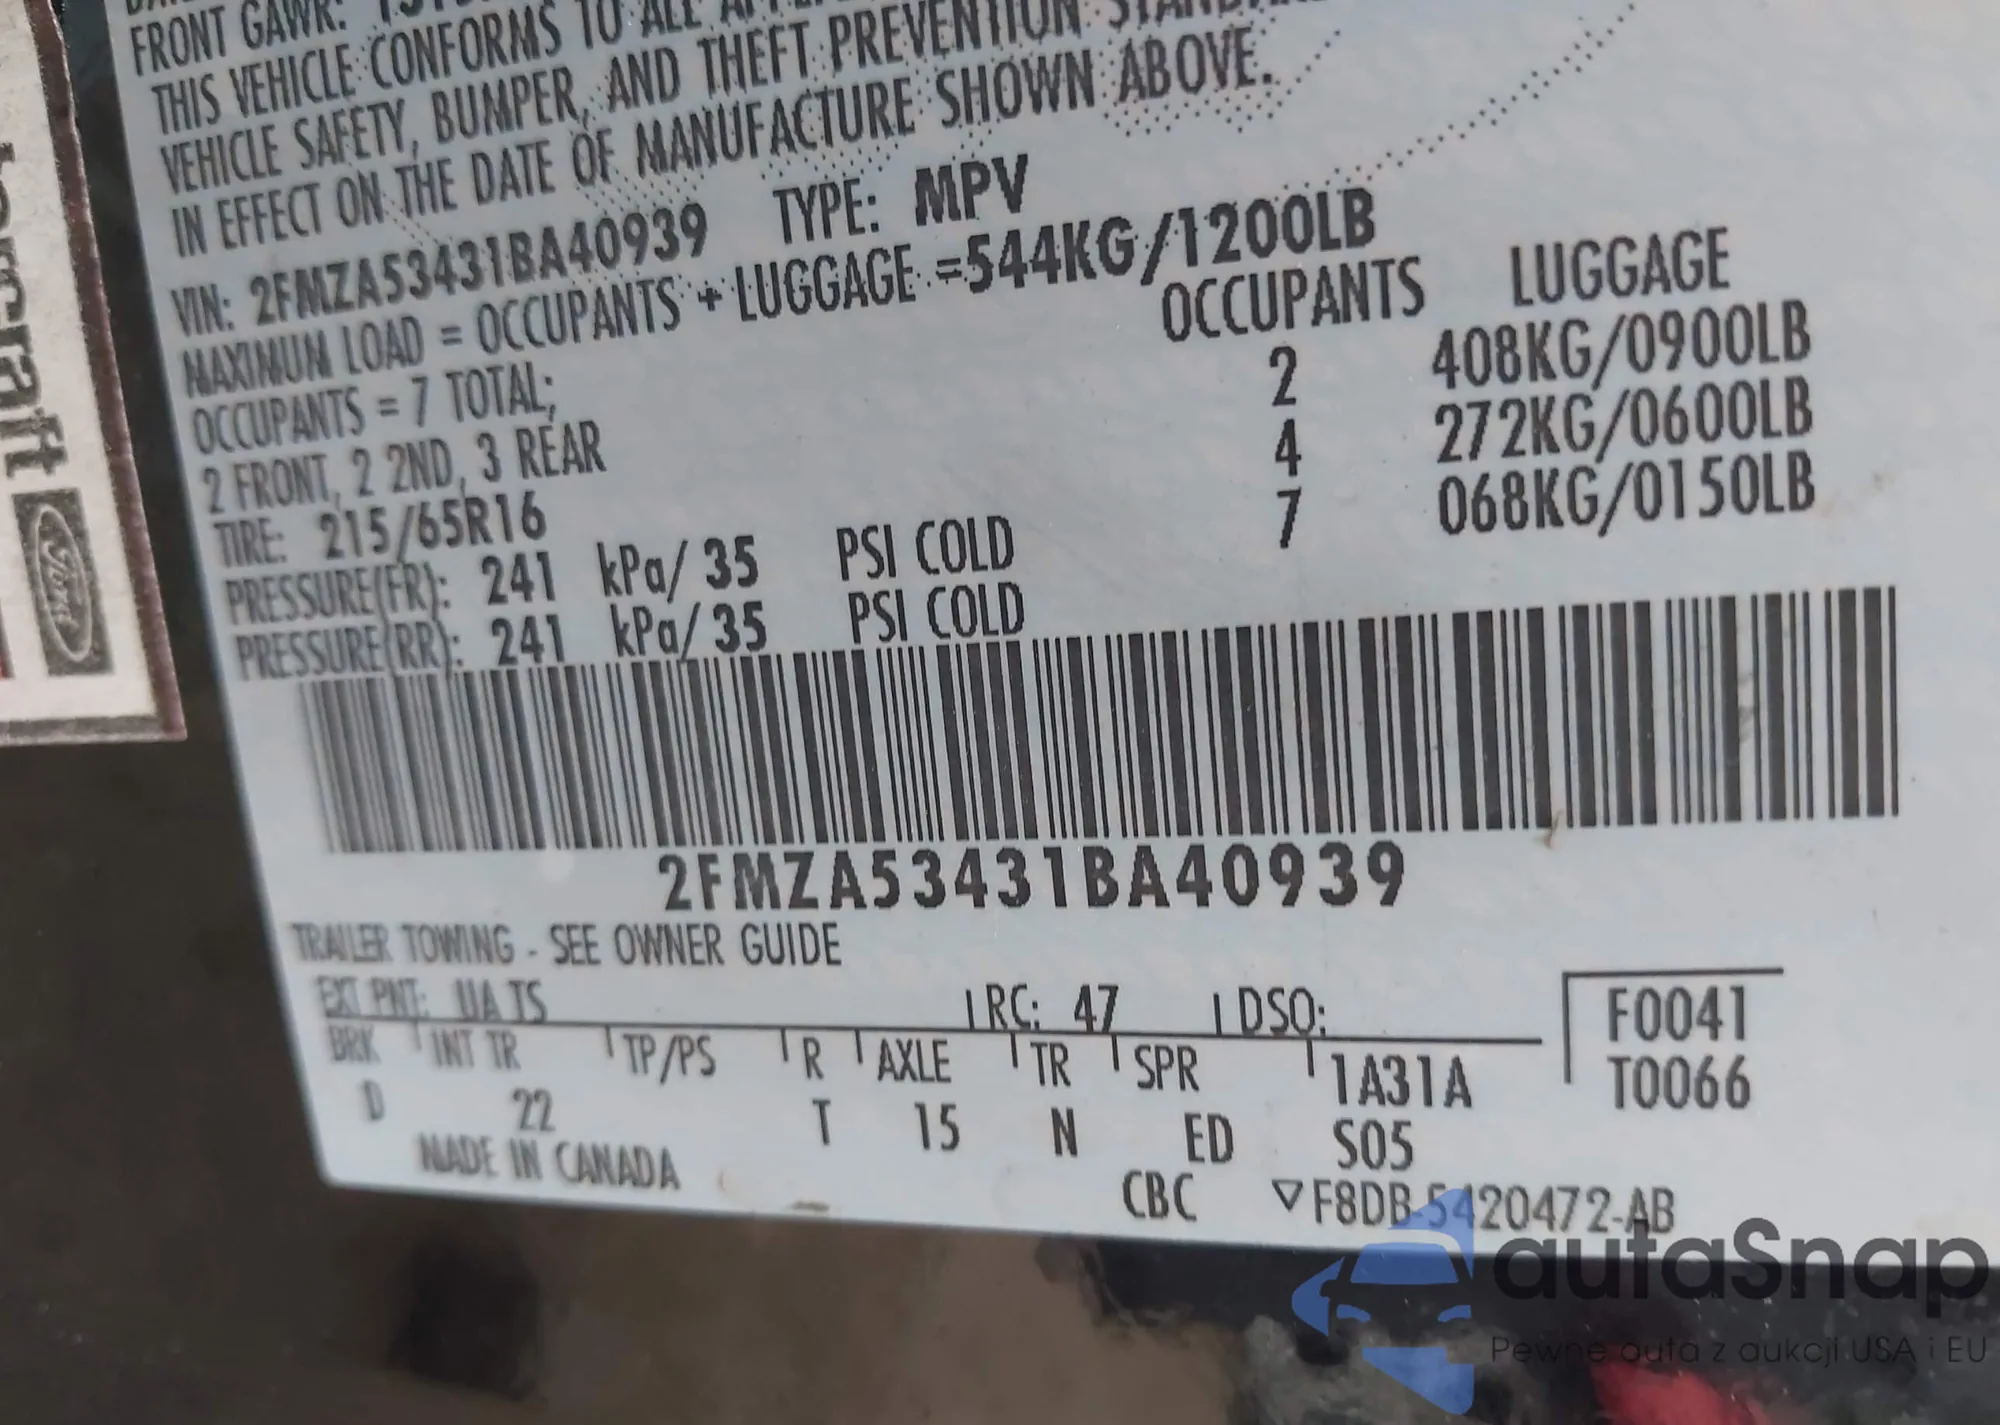 FRONT GAWR:
THIS VEHICLE CONFORMS TO ALL
VEHICLE SAFETY, BUMPER, AND THEFT PREVENTION
IN EFFECT ON THE DATE OF MANUFACTURE SHOWN ABOVE.
VIN: 2FMZA53431BA40939 TYPE: MPV
MAXIMUM LOAD = OCCUPANTS + LUGGAGE =544KG/1200LB
OCCUPANTS = 7 TOTAL;
2 FRONT, 2 2ND, 3 REAR
OCCUPANTS LUGGAGE
2 408KG/0900LB
4 272KG/0600LB
7 068KG/0150LB
TIRE: 215/65R16
PRESSURE(FR): 241 kPa/ 35 PSI COLD
PRESSURE(RR): 241 kPa/ 35 PSI COLD
2FMZA53431BA40939
TRAILER TOWING - SEE OWNER GUIDE
EXT PNT: UA TS RC: 47 DSO: F0041
BRK INT TR TP/PS R AXLE TR SPR 1A31A T0066
D 22 T 15 N ED S05
MADE IN CANADA CBC ▽F8DB-5420472-AB
Ford
autaSnap
Pewne auta z aukcji USA i EU